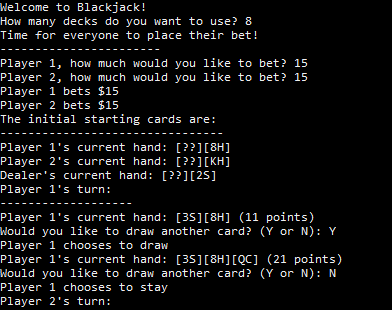 Welcome to Blackjack!
How many decks do you want to use? 8
Time for everyone to place their bet!
-----------------------
Player 1, how much would you like to bet? 15
Player 2, how much would you like to bet? 15
Player 1 bets $15
Player 2 bets $15
The initial starting cards are:
--------------------------------
Player 1's current hand: [??][8H]
Player 2's current hand: [??][KH]
Dealer's current hand: [??][2S]
Player 1's turn:
-------------------
Player 1's current hand: [3S][8H] (11 points)
Would you like to draw another card? (Y or N): Y
Player 1 chooses to draw
Player 1's current hand: [3S][8H][QC] (21 points)
Would you like to draw another card? (Y or N): N
Player 1 chooses to stay
Player 2's turn: